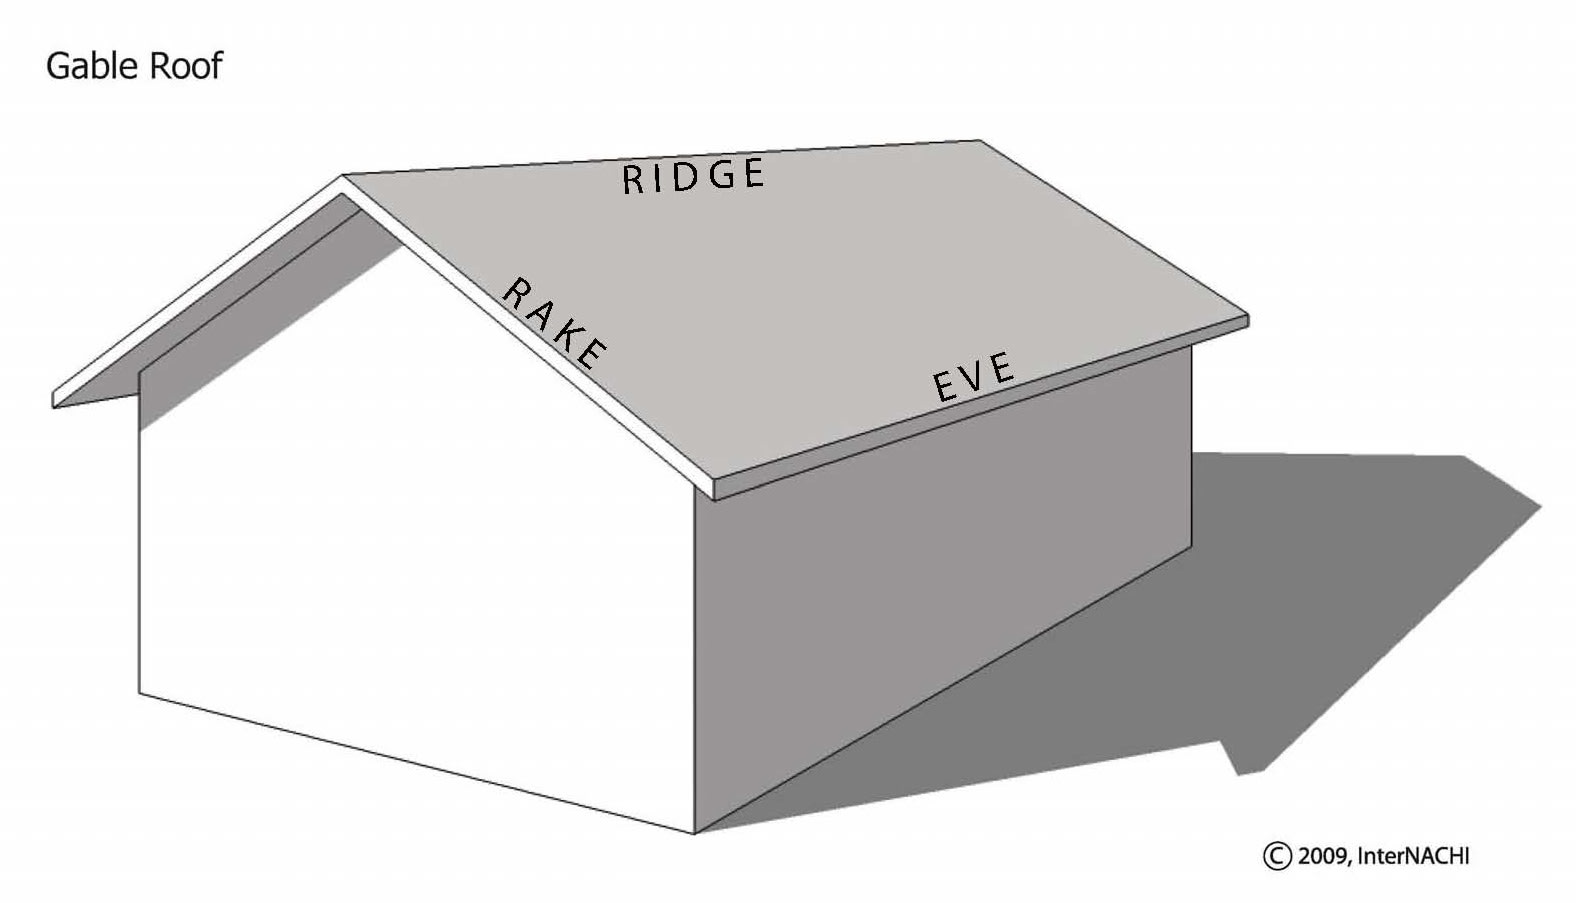 Gable Roof
RIDGE
RAKE
EVE
© 2009, InterNACHI